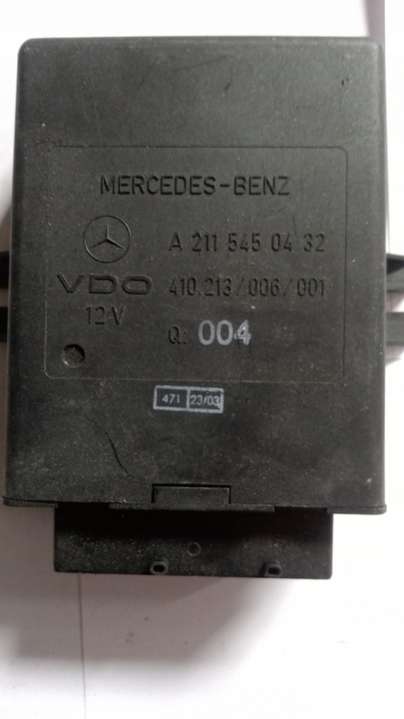 MERCEDES-BENZ
A 211 545 04 32
VDO 410.213/006/001
12V Q: 004
471 23/03